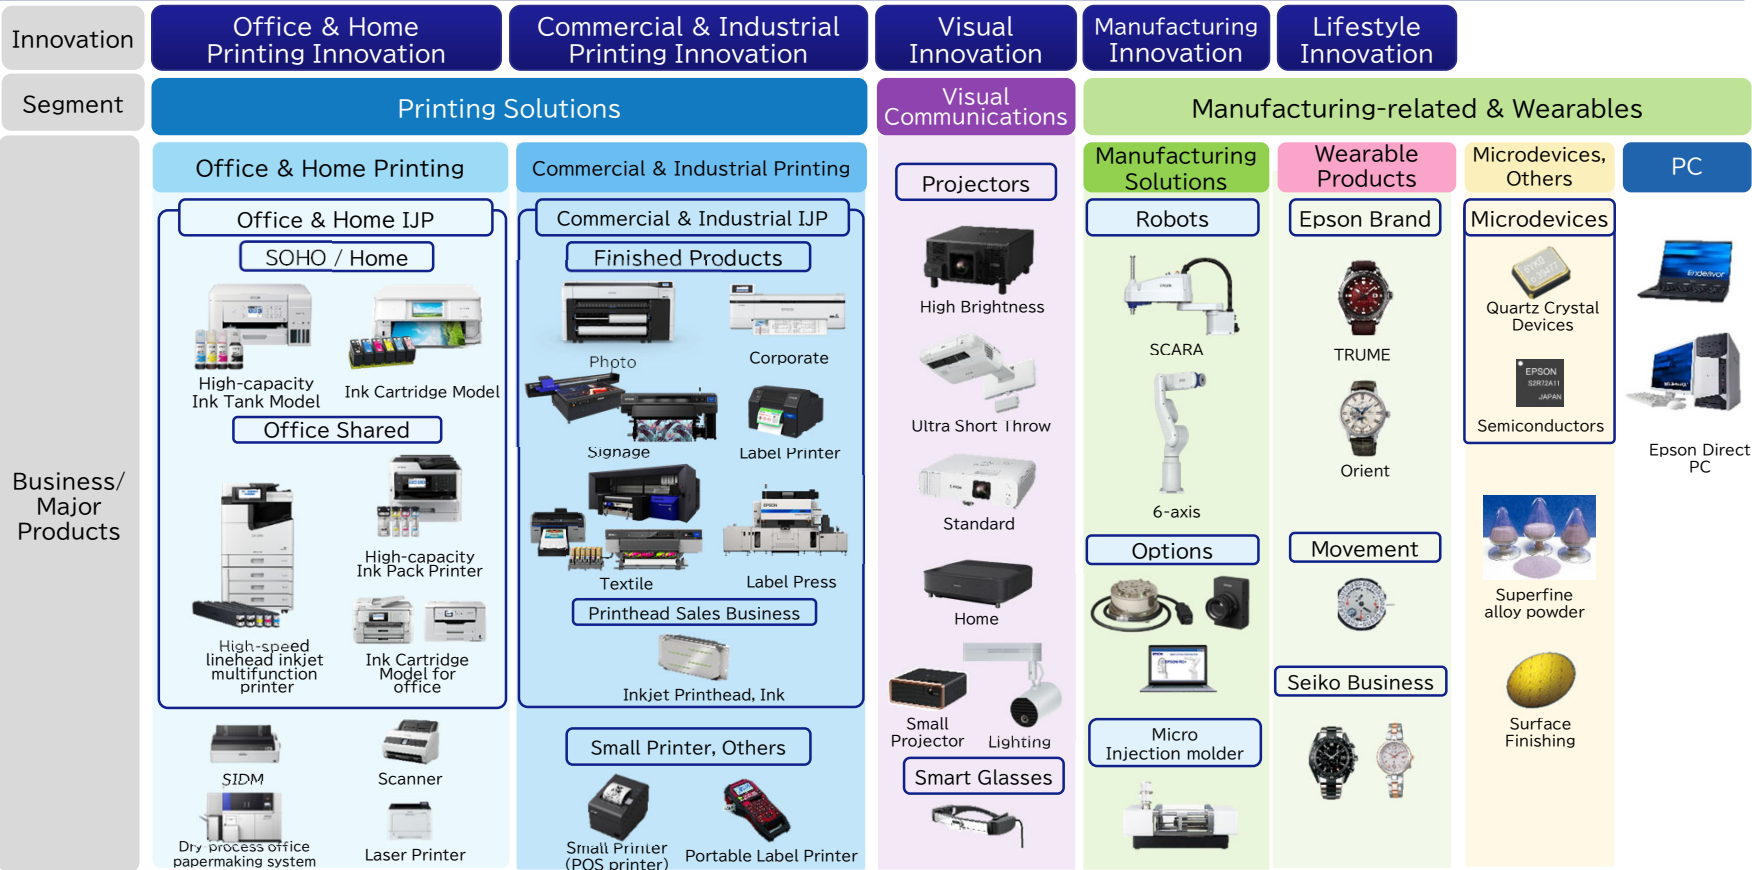 Innovation
Office & Home
Printing Innovation
Commercial & Industrial
Printing Innovation
Visual
Innovation
Manufacturing
Innovation
Lifestyle
Innovation
Segment
Printing Solutions
Visual
Communications
Manufacturing-related & Wearables
Business/
Major
Products
Office & Home Printing
Office & Home IJP
SOHO / Home
High-capacity
Ink Tank Model
Ink Cartridge Model
Office Shared
High-speed
linehead inkjet
multifunction
printer
High-capacity
Ink Pack Printer
Ink Cartridge
Model for
office
SIDM
Scanner
Dry process office
papermaking system
Laser Printer
Commercial & Industrial Printing
Commercial & Industrial IJP
Finished Products
Photo
Corporate
Signage
Label Printer
Textile
EPSON
Label Press
Printhead Sales Business
Inkjet Printhead, Ink
Small Printer, Others
Small Printer
(POS printer)
Portable Label Printer
Projectors
High Brightness
Ultra Short Throw
Standard
Home
Small
Projector
Lighting
Smart Glasses
Manufacturing
Solutions
Robots
SCARA
6-axis
Options
Micro
Injection molder
Wearable
Products
Epson Brand
TRUME
Orient
Movement
Seiko Business
Microdevices,
Others
Microdevices
Quartz Crystal
Devices
EPSON
S2R72A11
JAPAN
Semiconductors
Superfine
alloy powder
Surface
Finishing
PC
Endeavor
Epson Direct
PC